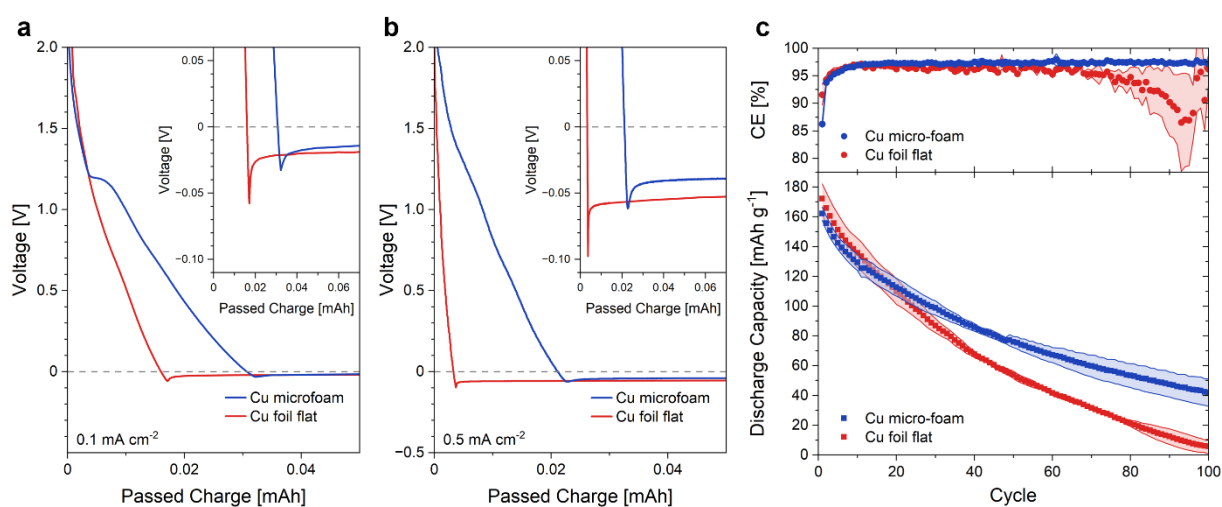 a
2.0
1.5
1.0
0.5
0
Voltage [V]
0.05
0
−0.05
−0.10
Voltage [V]
0
0.02
0.04
0.06
Passed Charge [mAh]
Cu microfoam
Cu foil flat
0.1 mA cm⁻²
0
0.02
0.04
Passed Charge [mAh]
b
2.0
1.5
1.0
0.5
0
−0.5
Voltage [V]
0.05
0
−0.05
−0.10
Voltage [V]
0
0.02
0.04
0.06
Passed Charge [mAh]
Cu microfoam
Cu foil flat
0.5 mA cm⁻²
0
0.02
0.04
Passed Charge [mAh]
c
100
95
90
85
80
CE [%]
Cu micro-foam
Cu foil flat
180
160
140
120
100
80
60
40
20
0
Discharge Capacity [mAh g⁻¹]
Cu micro-foam
Cu foil flat
0
20
40
60
80
100
Cycle